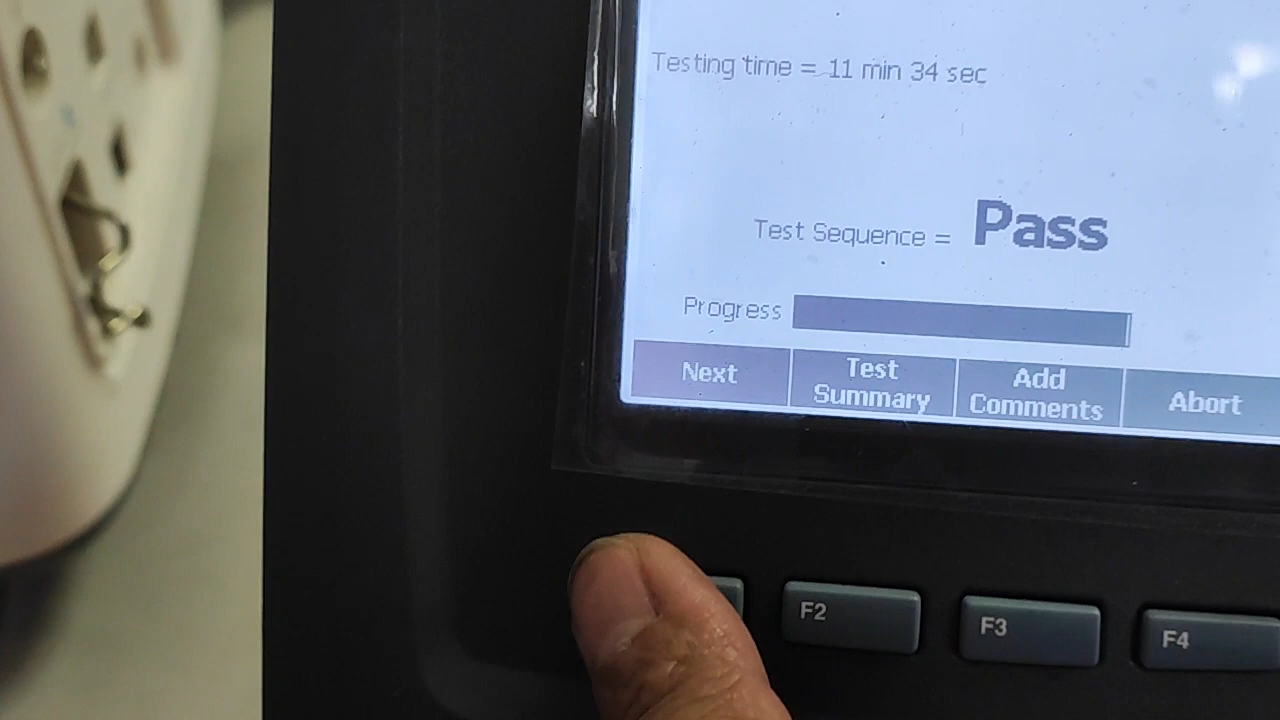 Testing time = 11 min 34 sec
Test Sequence = Pass
Progress
Next
Test
Summary
Add
Comments
Abort
F2
F3
F4